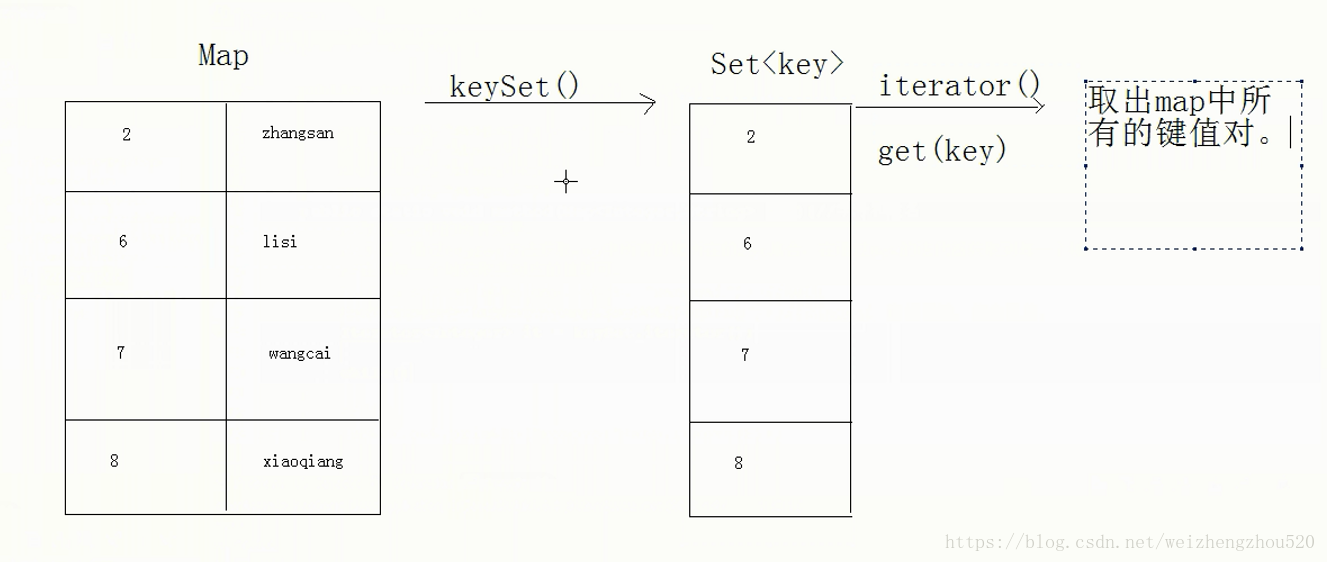 Map
keySet()
Set<key>
iterator()
get(key)
取出map中所
有的键值对。
2 zhangsan
6 lisi
7 wangcai
8 xiaoqiang
2
6
7
8
https://blog.csdn.net/weizhengzhou520